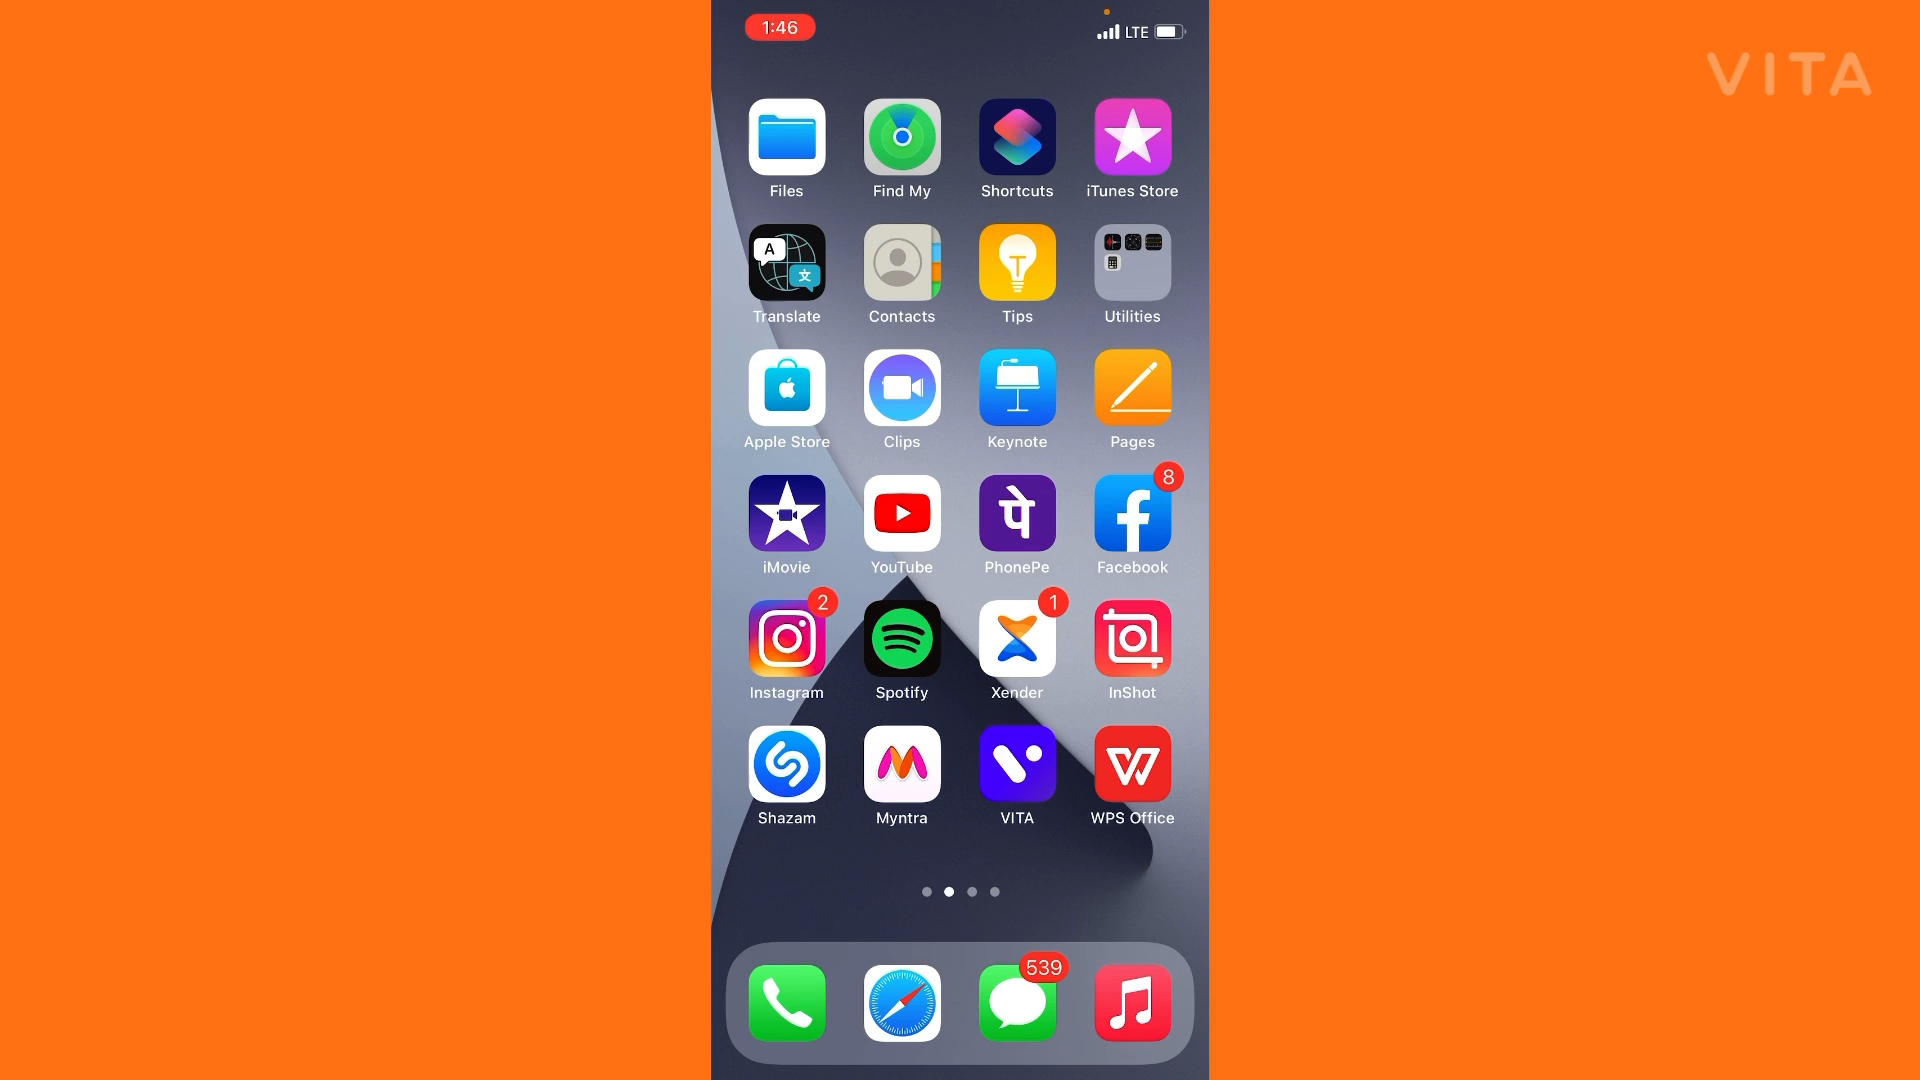 1:46
LTE
VITA
Files Find My Shortcuts iTunes Store
A 文
T
Translate Contacts Tips Utilities
Apple Store Clips Keynote Pages
8
पे
iMovie YouTube PhonePe Facebook
2 1
Instagram Spotify Xender InShot
Shazam Myntra VITA WPS Office
539